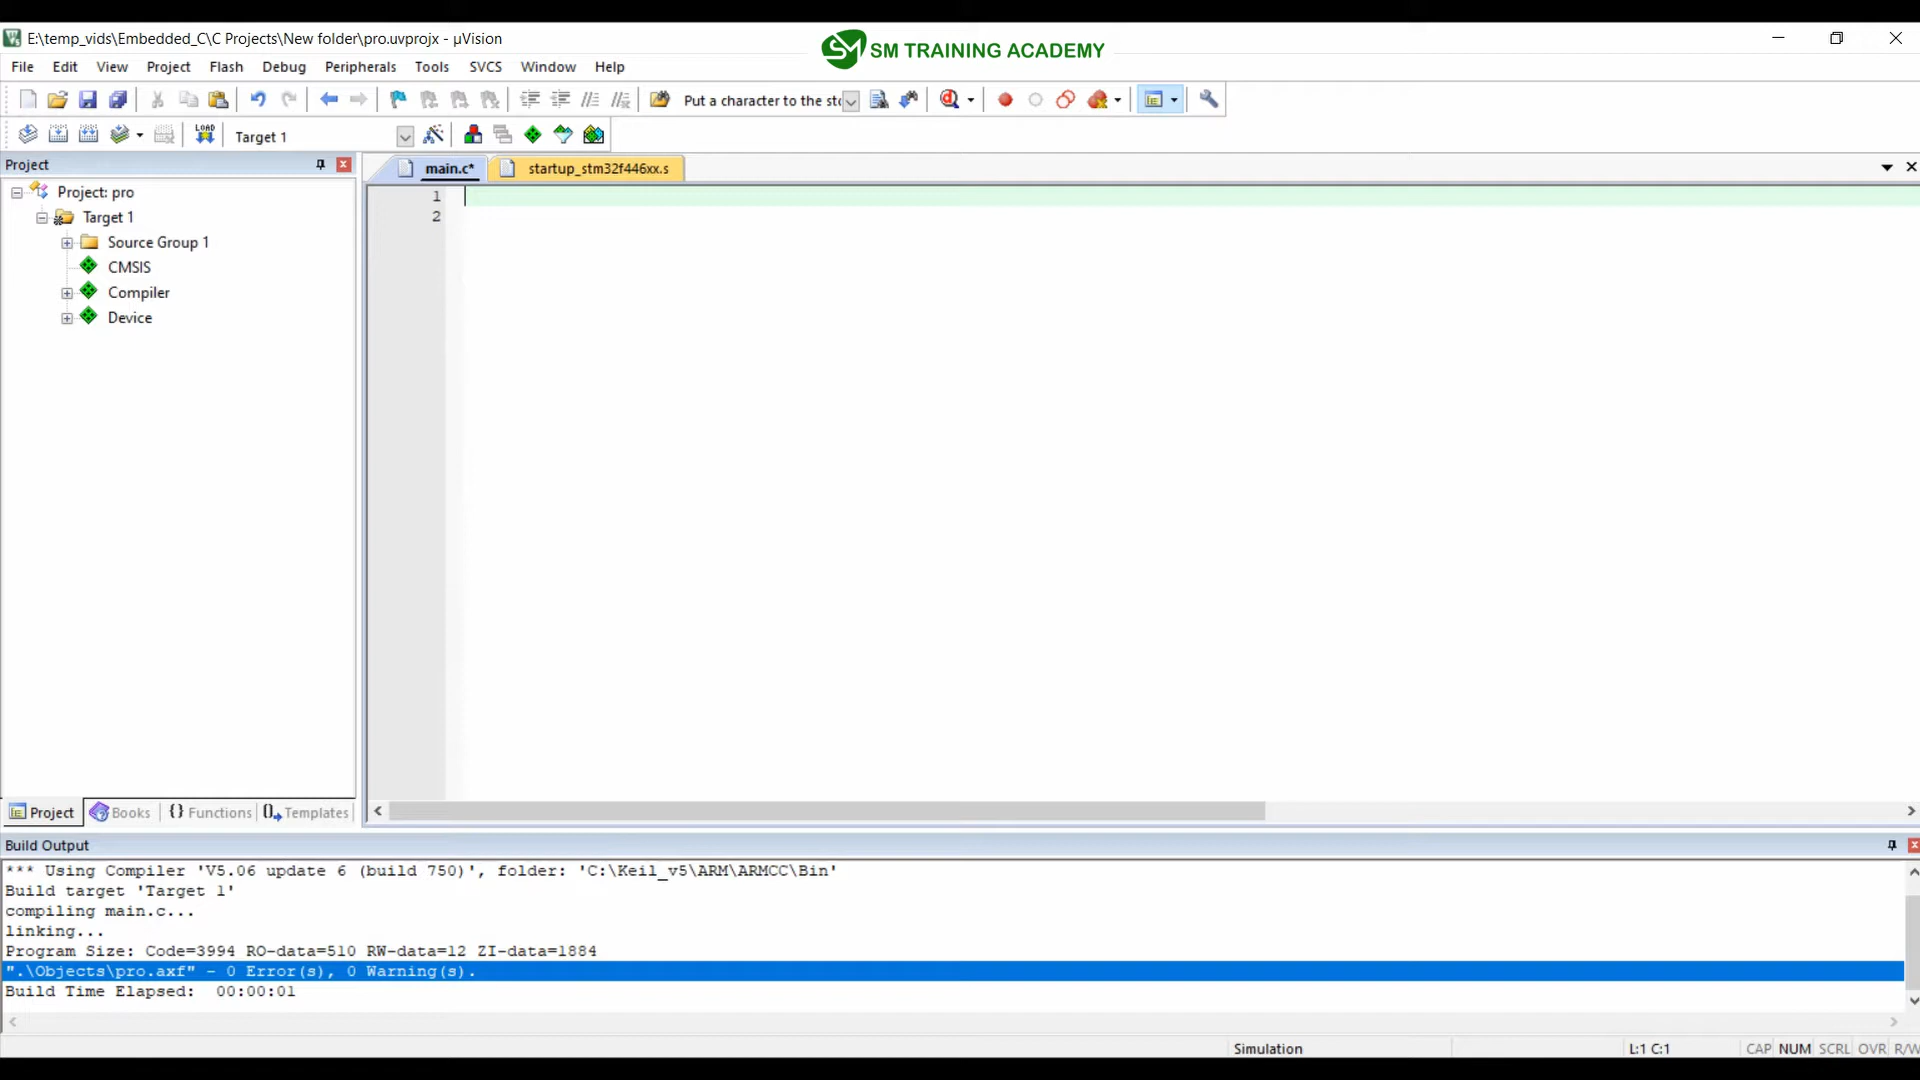 E:\temp_vids\Embedded_C\C Projects\New folder\pro.uvprojx - µVision
SM SM TRAINING ACADEMY
File Edit View Project Flash Debug Peripherals Tools SVCS Window Help
Put a character to the sto
LOAD Target 1
Project
main.c* startup_stm32f446xx.s
Project: pro
Target 1
Source Group 1
CMSIS
Compiler
Device
1
2
Project Books {} Functions Templates
Build Output
*** Using Compiler 'V5.06 update 6 (build 750)', folder: 'C:\Keil_v5\ARM\ARMCC\Bin'
Build target 'Target 1'
compiling main.c...
linking...
Program Size: Code=3994 RO-data=510 RW-data=12 ZI-data=1884
".\Objects\pro.axf" - 0 Error(s), 0 Warning(s).
Build Time Elapsed:  00:00:01
Simulation L:1 C:1 CAP NUM SCRL OVR R/W